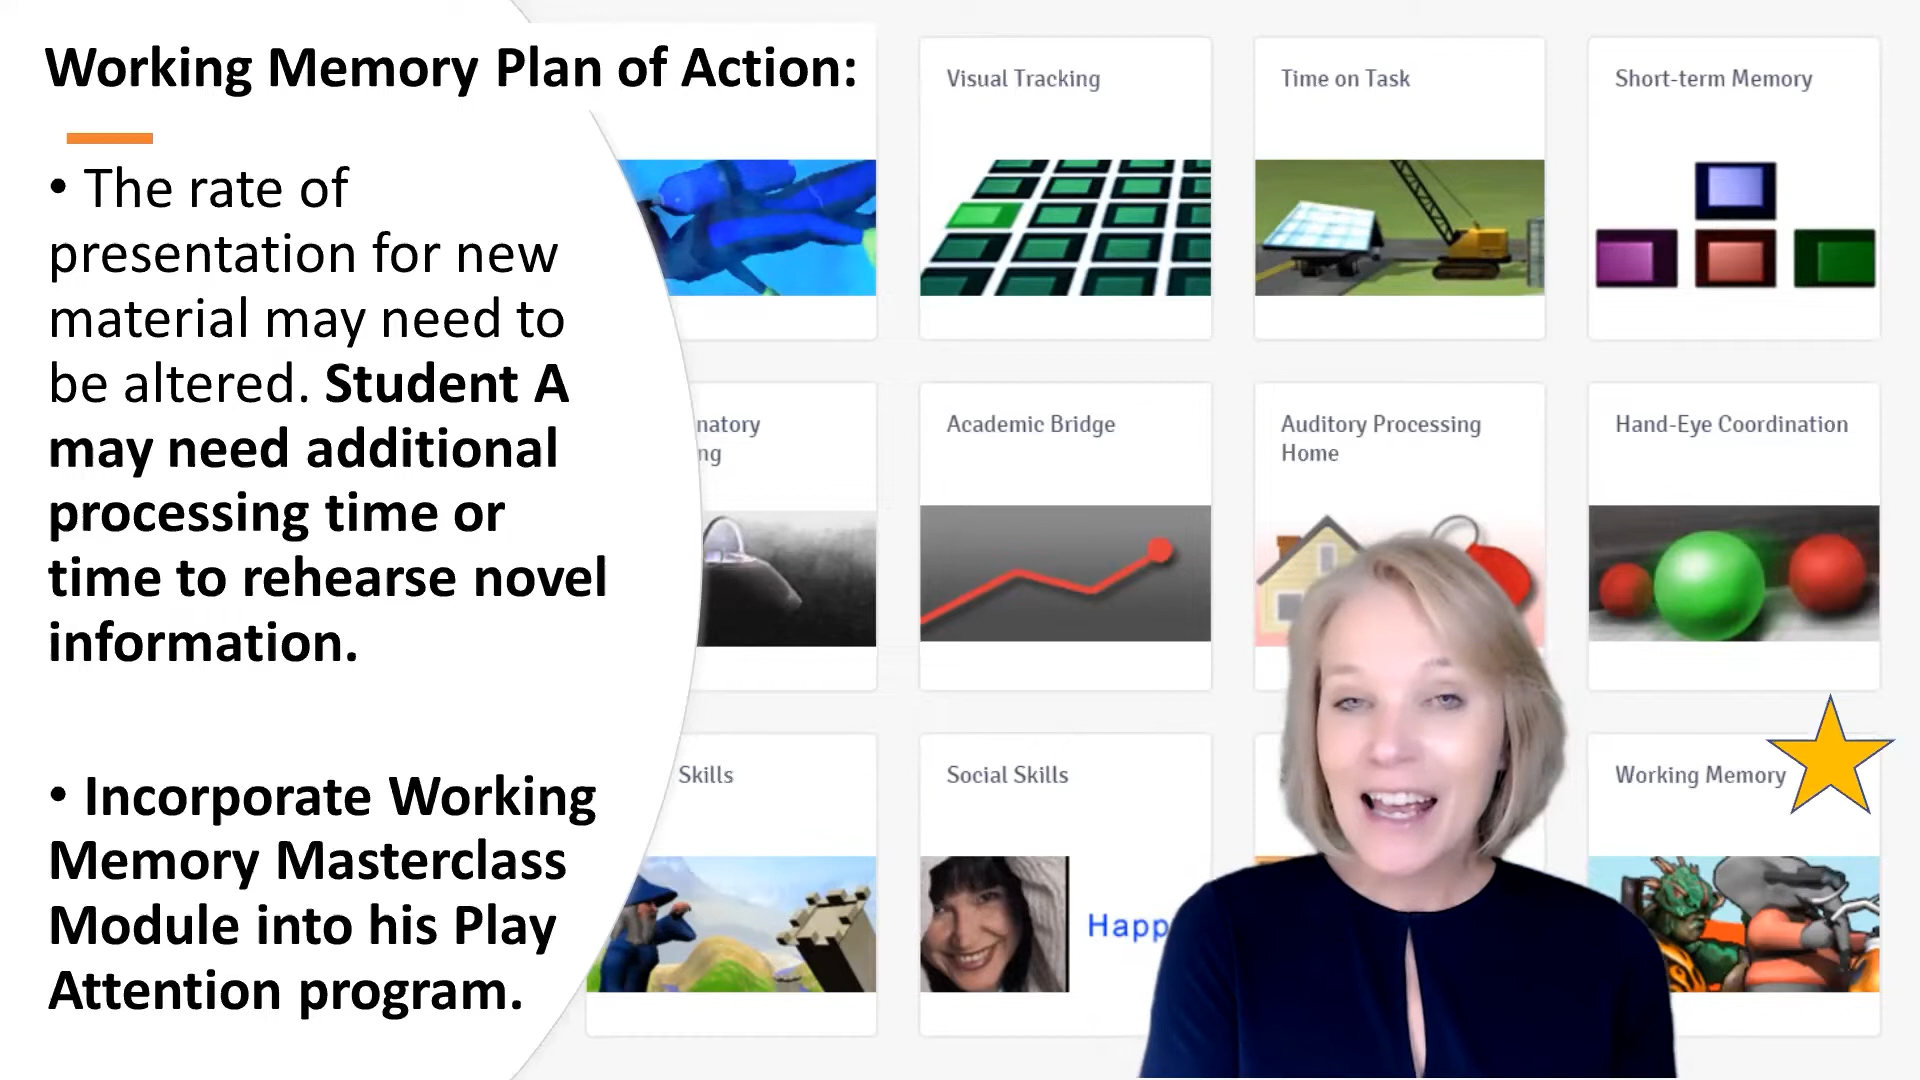 Working Memory Plan of Action:
• The rate of
presentation for new
material may need to
be altered. Student A
may need additional
processing time or
time to rehearse novel
information.
• Incorporate Working
Memory Masterclass
Module into his Play
Attention program.
Visual Tracking
Time on Task
Short-term Memory
Academic Bridge
Auditory Processing
Home
Hand-Eye Coordination
Skills
Social Skills
Working Memory